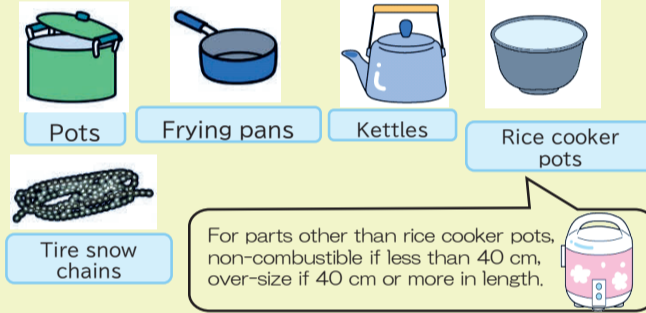 Pots
Frying pans
Kettles
Rice cooker
pots
Tire snow
chains
For parts other than rice cooker pots,
non-combustible if less than 40 cm,
over-size if 40 cm or more in length.